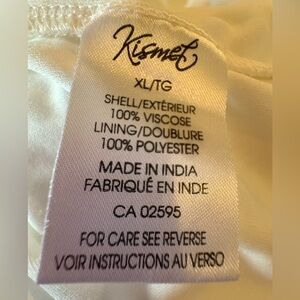 Kismet
XL/TG
SHELL/EXTÉRIEUR
100% VISCOSE
LINING/DOUBLURE
100% POLYESTER
MADE IN INDIA
FABRIQUÉ EN INDE
CA 02595
FOR CARE SEE REVERSE
VOIR INSTRUCTIONS AU VERSO